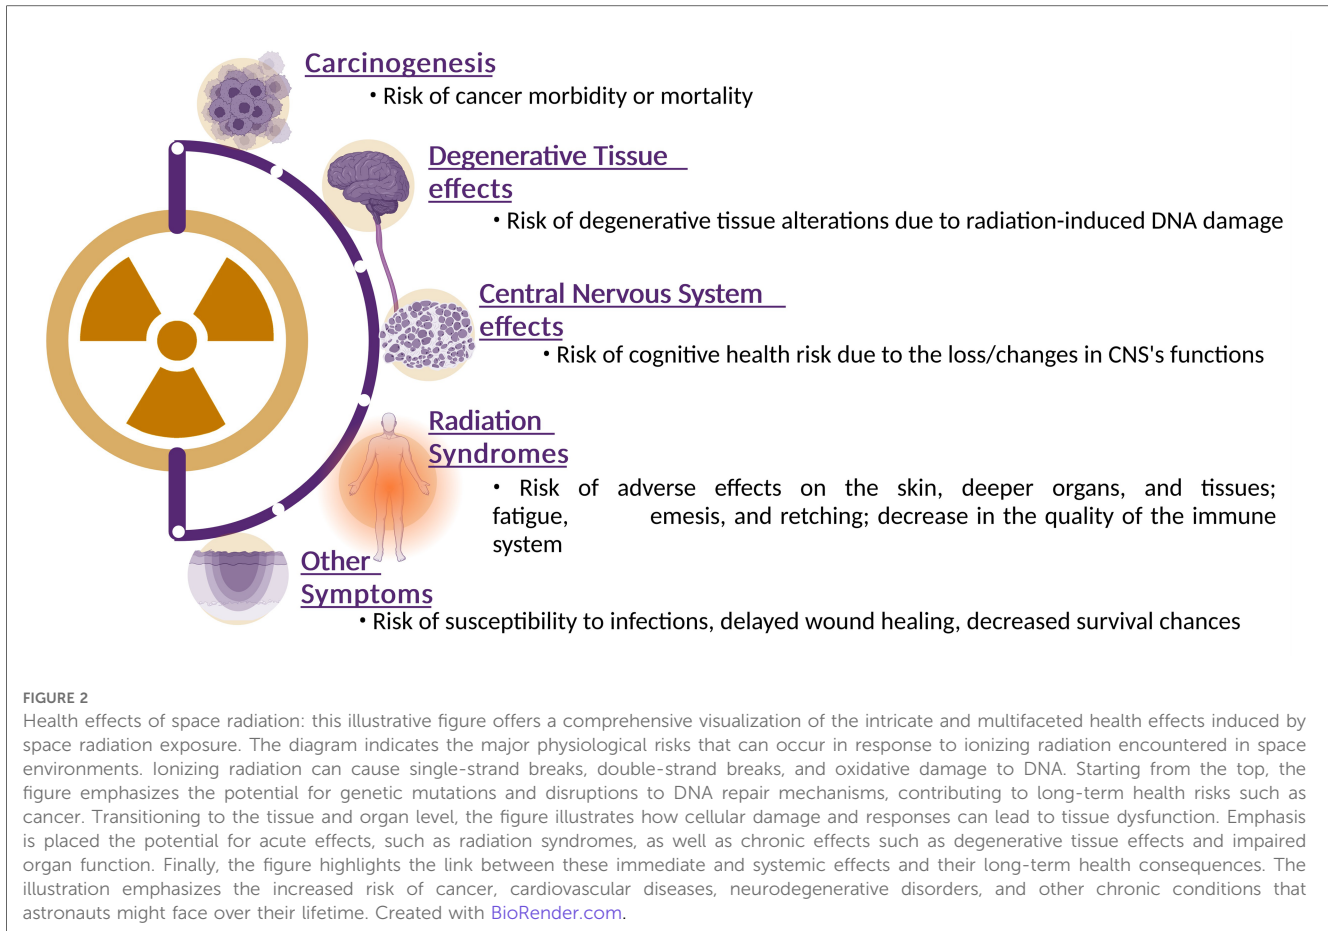 Carcinogenesis
• Risk of cancer morbidity or mortality
Degenerative Tissue
effects
• Risk of degenerative tissue alterations due to radiation-induced DNA damage
Central Nervous System
effects
• Risk of cognitive health risk due to the loss/changes in CNS's functions
Radiation
Syndromes
• Risk of adverse effects on the skin, deeper organs, and tissues;
fatigue, emesis, and retching; decrease in the quality of the immune
system
Other
Symptoms
• Risk of susceptibility to infections, delayed wound healing, decreased survival chances
FIGURE 2
Health effects of space radiation: this illustrative figure offers a comprehensive visualization of the intricate and multifaceted health effects induced by
space radiation exposure. The diagram indicates the major physiological risks that can occur in response to ionizing radiation encountered in space
environments. Ionizing radiation can cause single-strand breaks, double-strand breaks, and oxidative damage to DNA. Starting from the top, the
figure emphasizes the potential for genetic mutations and disruptions to DNA repair mechanisms, contributing to long-term health risks such as
cancer. Transitioning to the tissue and organ level, the figure illustrates how cellular damage and responses can lead to tissue dysfunction. Emphasis
is placed the potential for acute effects, such as radiation syndromes, as well as chronic effects such as degenerative tissue effects and impaired
organ function. Finally, the figure highlights the link between these immediate and systemic effects and their long-term health consequences. The
illustration emphasizes the increased risk of cancer, cardiovascular diseases, neurodegenerative disorders, and other chronic conditions that
astronauts might face over their lifetime. Created with BioRender.com.